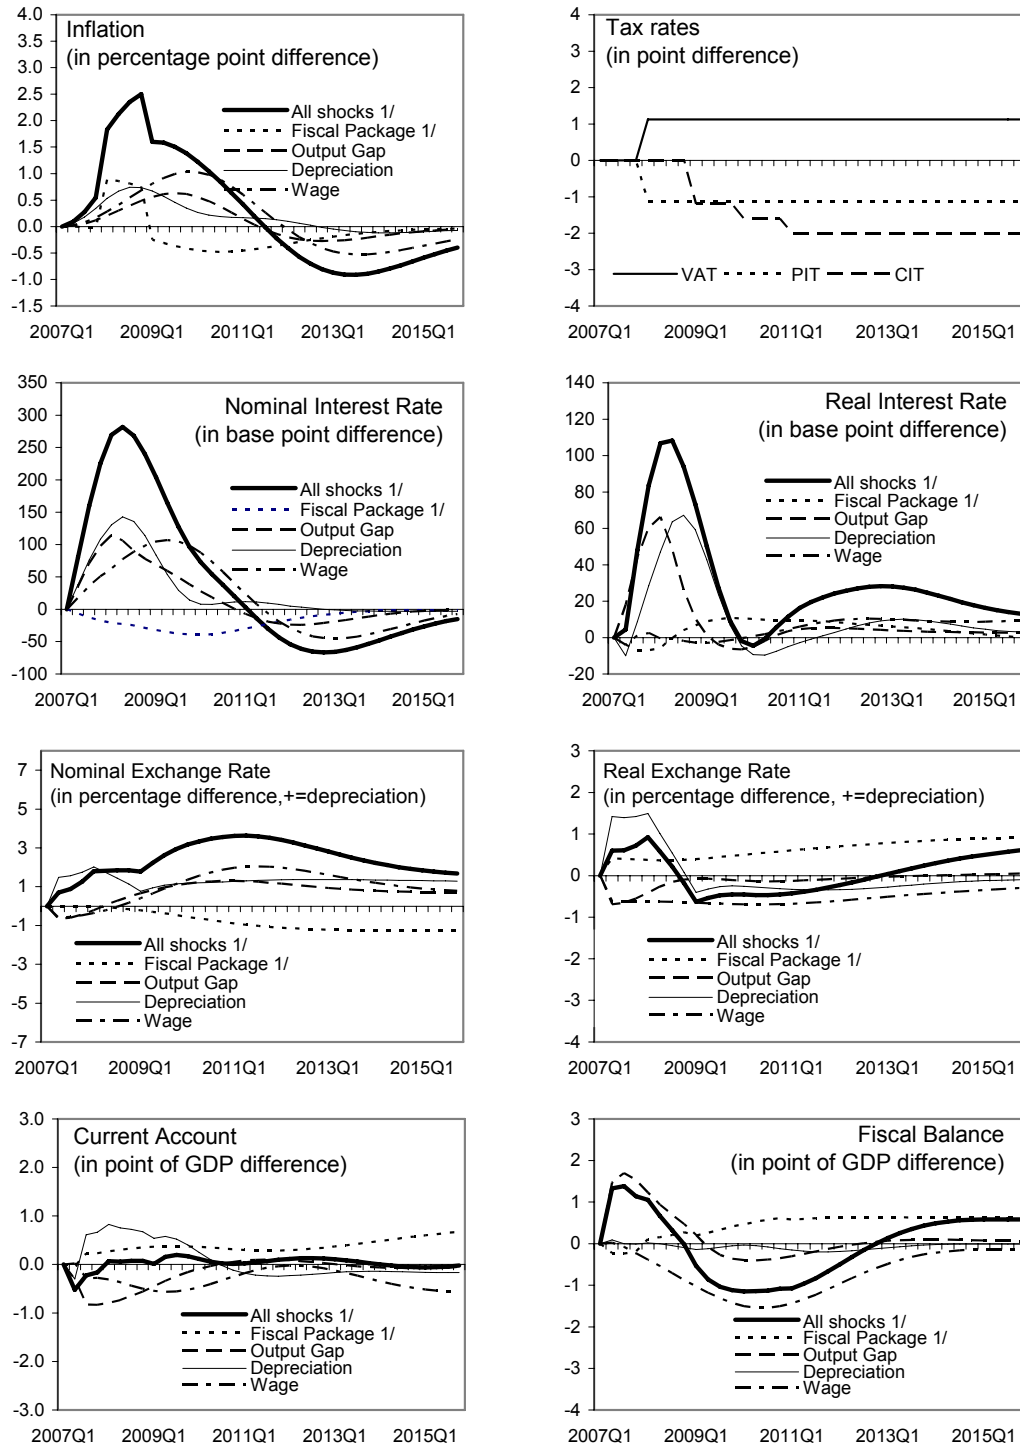 Inflation
(in percentage point difference)
4.0
3.5
3.0
2.5
2.0
1.5
1.0
0.5
0.0
-0.5
-1.0
-1.5
All shocks 1/
Fiscal Package 1/
Output Gap
Depreciation
Wage
2007Q1 2009Q1 2011Q1 2013Q1 2015Q1
Tax rates
(in point difference)
4
3
2
1
0
-1
-2
-3
-4
VAT PIT CIT
2007Q1 2009Q1 2011Q1 2013Q1 2015Q1
Nominal Interest Rate
(in base point difference)
350
300
250
200
150
100
50
0
-50
-100
All shocks 1/
Fiscal Package 1/
Output Gap
Depreciation
Wage
2007Q1 2009Q1 2011Q1 2013Q1 2015Q1
Real Interest Rate
(in base point difference)
140
120
100
80
60
40
20
0
-20
All shocks 1/
Fiscal Package 1/
Output Gap
Depreciation
Wage
2007Q1 2009Q1 2011Q1 2013Q1 2015Q1
Nominal Exchange Rate
(in percentage difference,+=depreciation)
7
5
3
1
-1
-3
-5
-7
All shocks 1/
Fiscal Package 1/
Output Gap
Depreciation
Wage
2007Q1 2009Q1 2011Q1 2013Q1 2015Q1
Real Exchange Rate
(in percentage difference, +=depreciation)
3
2
1
0
-1
-2
-3
-4
All shocks 1/
Fiscal Package 1/
Output Gap
Depreciation
Wage
2007Q1 2009Q1 2011Q1 2013Q1 2015Q1
Current Account
(in point of GDP difference)
3.0
2.0
1.0
0.0
-1.0
-2.0
-3.0
All shocks 1/
Fiscal Package 1/
Output Gap
Depreciation
Wage
2007Q1 2009Q1 2011Q1 2013Q1 2015Q1
Fiscal Balance
(in point of GDP difference)
3
2
1
0
-1
-2
-3
-4
All shocks 1/
Fiscal Package 1/
Output Gap
Depreciation
Wage
2007Q1 2009Q1 2011Q1 2013Q1 2015Q1